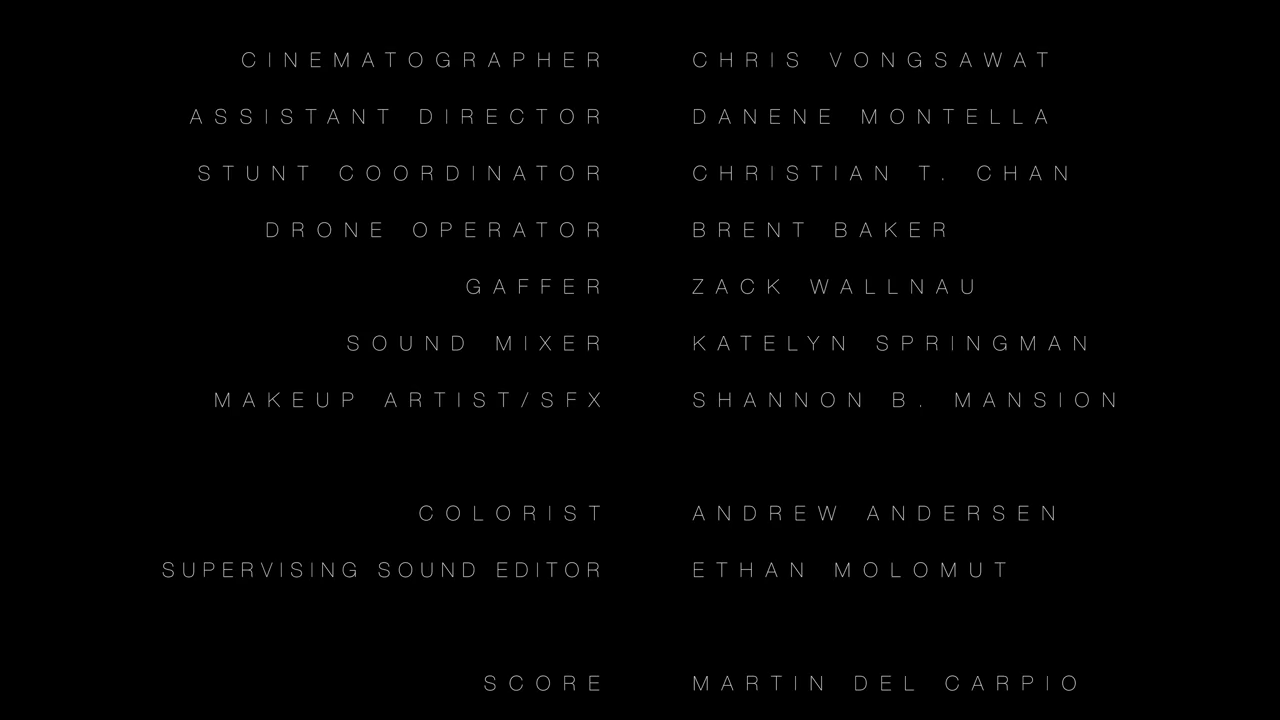 CINEMATOGRAPHER CHRIS VONGSAWAT
ASSISTANT DIRECTOR DANENE MONTELLA
STUNT COORDINATOR CHRISTIAN T. CHAN
DRONE OPERATOR BRENT BAKER
GAFFER ZACK WALLNAU
SOUND MIXER KATELYN SPRINGMAN
MAKEUP ARTIST/SFX SHANNON B. MANSION
COLORIST ANDREW ANDERSEN
SUPERVISING SOUND EDITOR ETHAN MOLOMUT
SCORE MARTIN DEL CARPIO